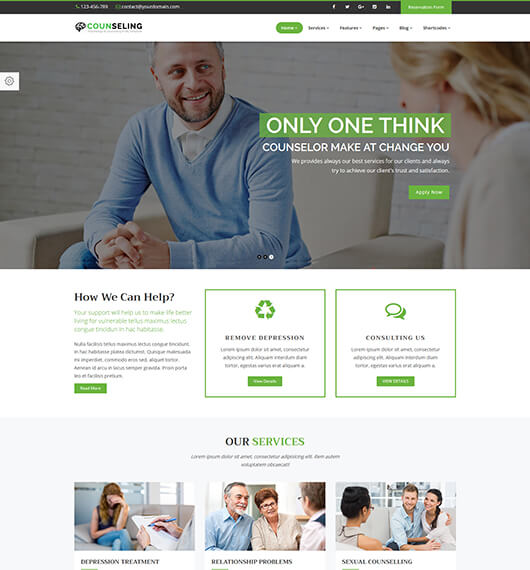 123-456-789 contact@yourdomain.com Reservation Form
COUNSELING
Home Services Features Pages Blog Shortcodes
ONLY ONE THINK
COUNSELOR MAKE AT CHANGE YOU
We provides always our best services for our clients and always
try to achieve our client's trust and satisfaction.
Apply Now
How We Can Help?
Your support will help us to make life better
living for vulnerable tellus maximus lectus
congue tincidun in hac habitasse.
Nulla facilisis tellus maximus lectus congue tincidun.
In hac habitasse platea dictumst. Quisque malesuada
mi imperdiet, commodo eros sed, aliquet tortor.
Aenean id arcu in lacus semper vehicula. Proin porta
leo et facilisis pretium.
Read More
REMOVE DEPRESSION
Lorem ipsum dolor sit amet, consectetur
adipiscing elit. Aliquam interdum diam a
tempor, egestas varius erat aliquam a.
View Details
CONSULTING US
Lorem ipsum dolor sit amet, consectetur
adipiscing elit. Aliquam interdum diam a
tempor, egestas varius erat aliquam a.
VIEW DETAILS
OUR SERVICES
Lorem ipsum dolor sit amet, consectetur adipisicing elit. Rem autem
voluptatem obcaecati!
DEPRESSION TREATMENT
RELATIONSHIP PROBLEMS
SEXUAL COUNSELLING